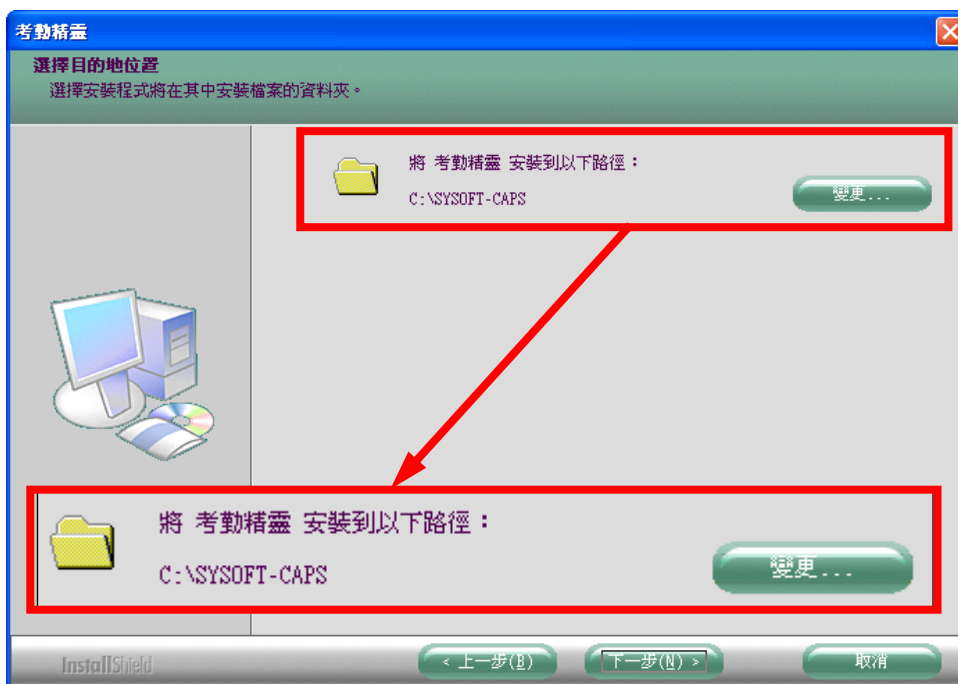 考勤精靈
選擇目的地位置
選擇安裝程式將在其中安裝檔案的資料夾。
將 考勤精靈 安裝到以下路徑：
C:\SYSOFT-CAPS
變更...
將 考勤精靈 安裝到以下路徑：
C:\SYSOFT-CAPS
變更...
InstallShield
< 上一步(B)
下一步(N) >
取消